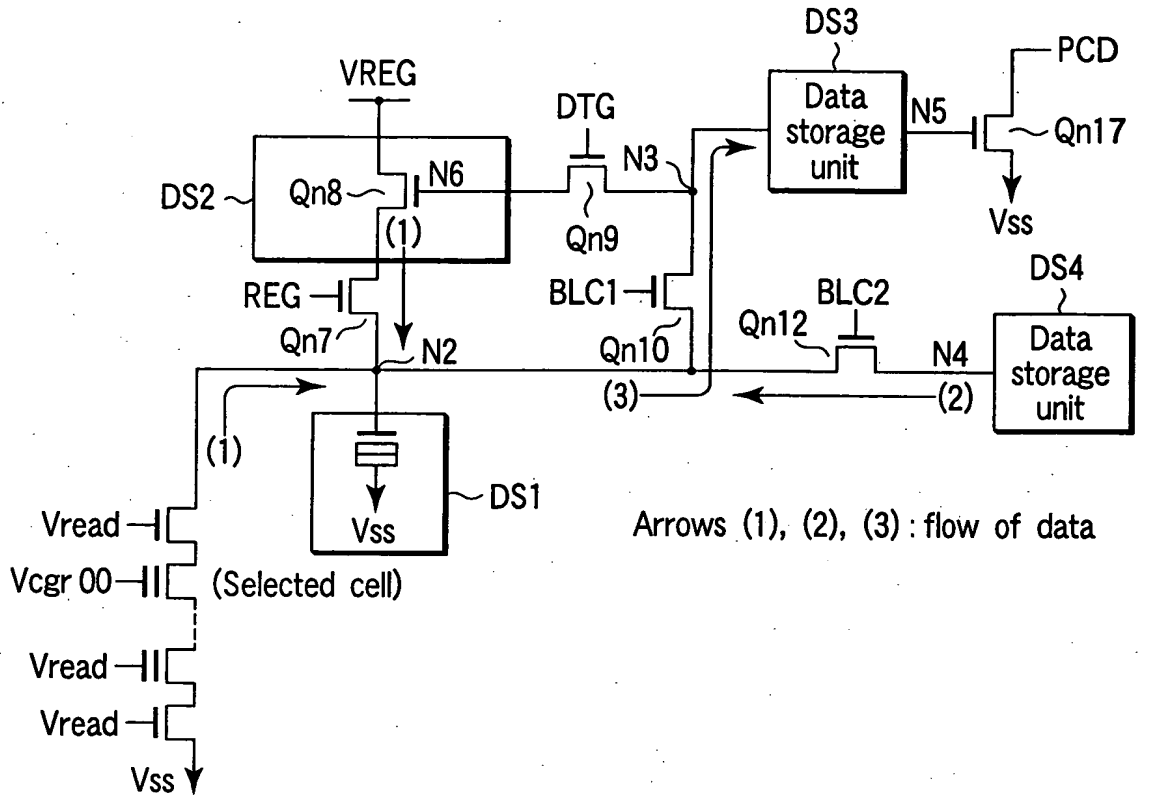 DS3
PCD
VREG
DTG
Data
storage
unit
N5
Qn17
N3
N6
Qn8
DS2
(1)
Qn9
Vss
DS4
REG
BLC1
BLC2
Qn7
Qn10
Qn12
N2
N4
Data
storage
unit
(3)
(2)
(1)
DS1
Vss
Vread
Arrows (1), (2), (3) : flow of data
Vcgr 00
(Selected cell)
Vread
Vread
Vss